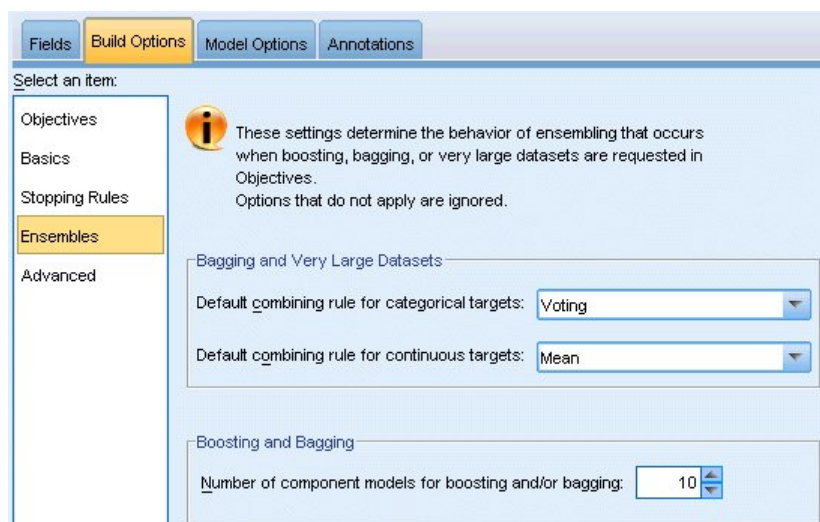 Fields
Build Options
Model Options
Annotations
Select an item:
Objectives
Basics
Stopping Rules
Ensembles
Advanced
These settings determine the behavior of ensembling that occurs
when boosting, bagging, or very large datasets are requested in
Objectives.
Options that do not apply are ignored.
Bagging and Very Large Datasets
Default combining rule for categorical targets: Voting
Default combining rule for continuous targets: Mean
Boosting and Bagging
Number of component models for boosting and/or bagging: 10